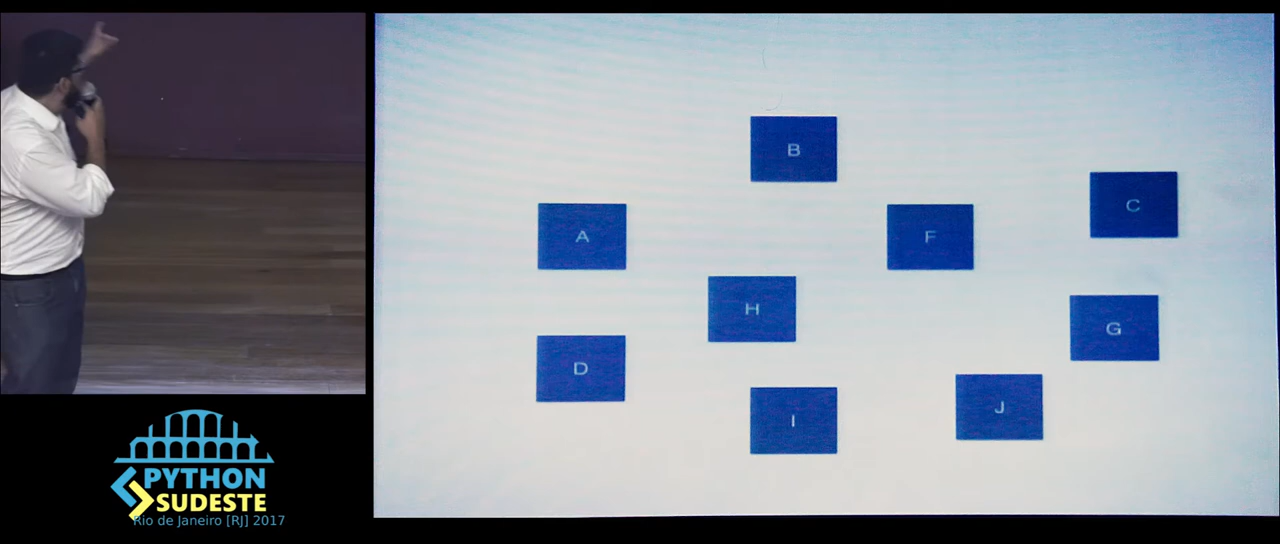 B
C
A
F
H
G
D
J
I
PYTHON
SUDESTE
Rio de Janeiro [RJ] 2017